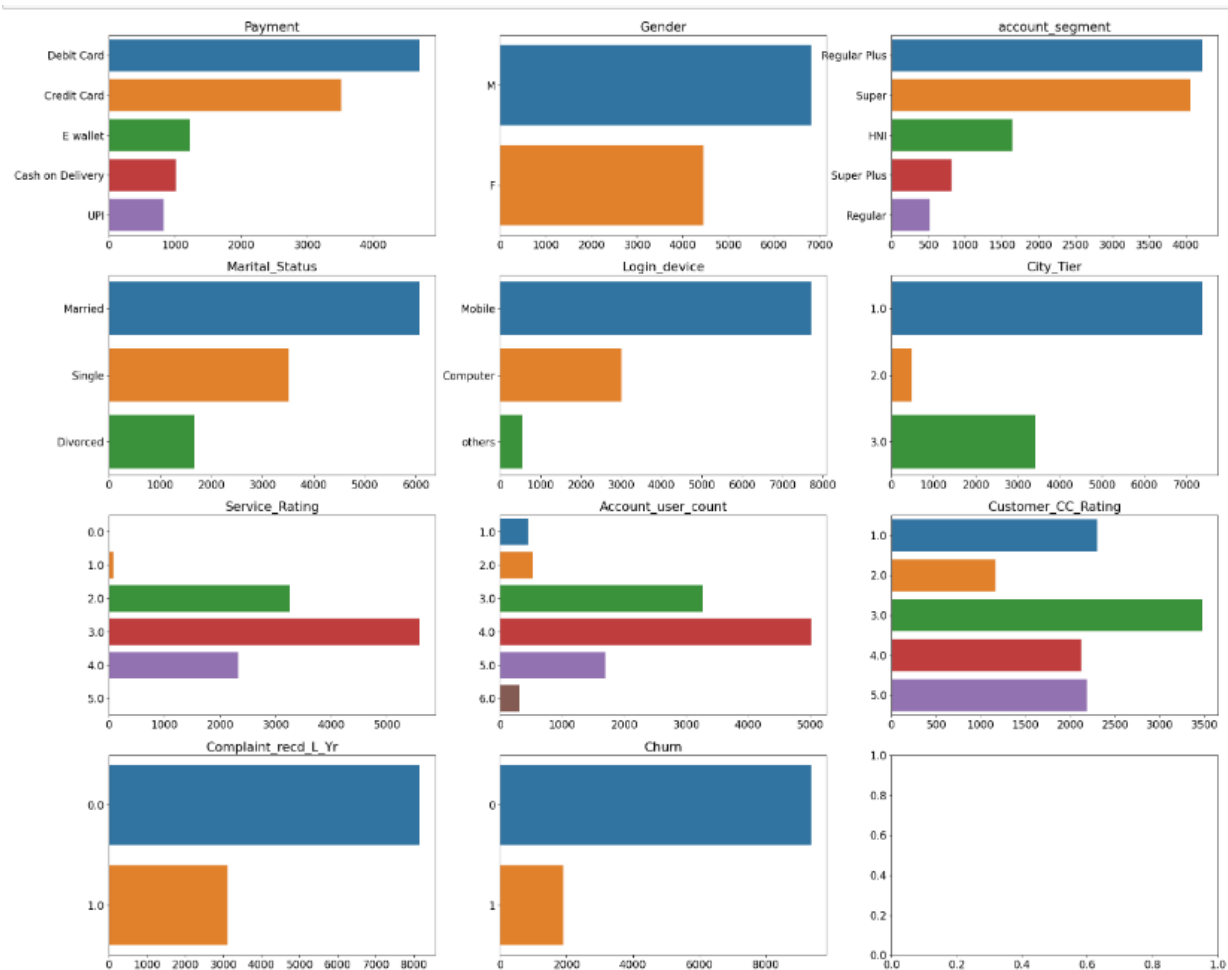 Payment
Debit Card
Credit Card
E wallet
Cash on Delivery
UPI
0 1000 2000 3000 4000
Gender
M
F
0 1000 2000 3000 4000 5000 6000 7000
account_segment
Regular Plus
Super
HNI
Super Plus
Regular
0 500 1000 1500 2000 2500 3000 3500 4000
Marital_Status
Married
Single
Divorced
0 1000 2000 3000 4000 5000 6000
Login_device
Mobile
Computer
others
0 1000 2000 3000 4000 5000 6000 7000 8000
City_Tier
1.0
2.0
3.0
0 1000 2000 3000 4000 5000 6000 7000
Service_Rating
0.0
1.0
2.0
3.0
4.0
5.0
0 1000 2000 3000 4000 5000
Account_user_count
1.0
2.0
3.0
4.0
5.0
6.0
0 1000 2000 3000 4000 5000
Customer_CC_Rating
1.0
2.0
3.0
4.0
5.0
0 500 1000 1500 2000 2500 3000 3500
Complaint_recd_L_Yr
0.0
1.0
0 1000 2000 3000 4000 5000 6000 7000 8000
Churn
0
1
0 2000 4000 6000 8000
1.0
0.8
0.6
0.4
0.2
0.0
0.0 0.2 0.4 0.6 0.8 1.0